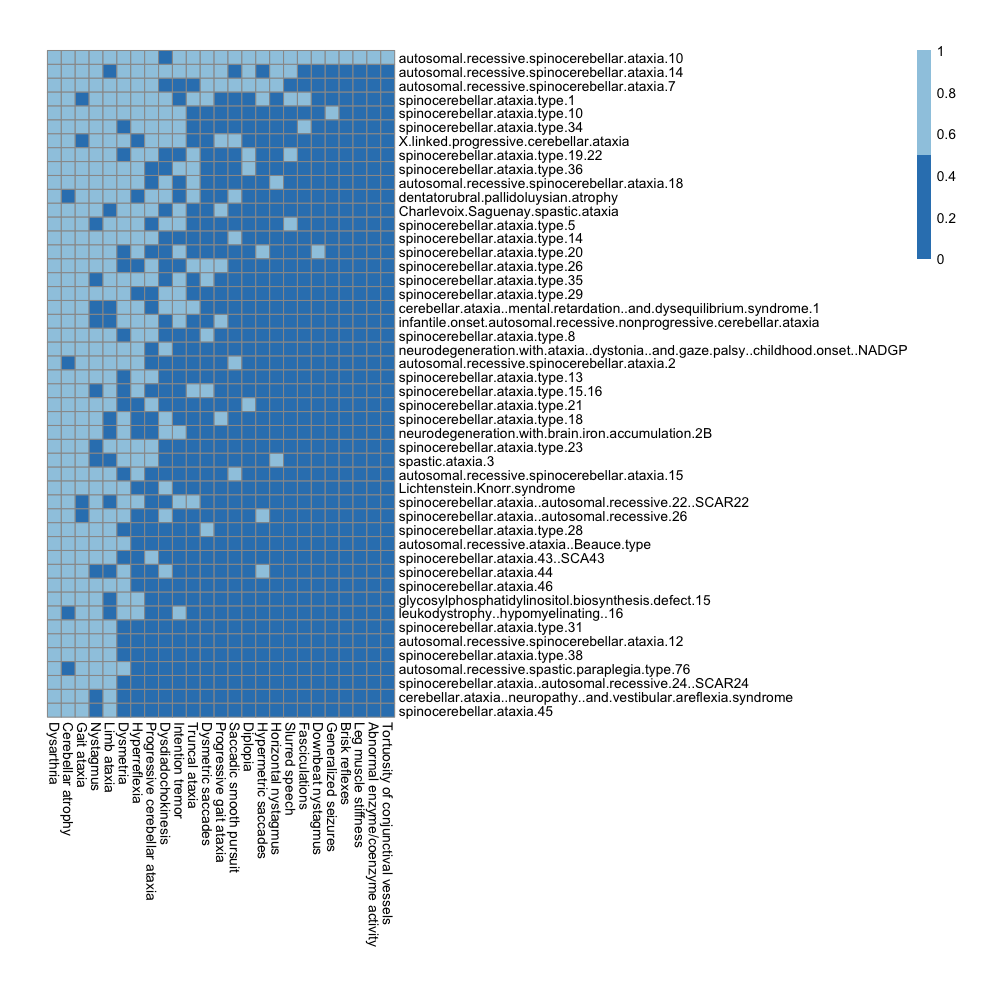 autosomal.recessive.spinocerebellar.ataxia.10
autosomal.recessive.spinocerebellar.ataxia.14
autosomal.recessive.spinocerebellar.ataxia.7
spinocerebellar.ataxia.type.1
spinocerebellar.ataxia.type.10
spinocerebellar.ataxia.type.34
X.linked.progressive.cerebellar.ataxia
spinocerebellar.ataxia.type.19.22
spinocerebellar.ataxia.type.36
autosomal.recessive.spinocerebellar.ataxia.18
dentatorubral.pallidoluysian.atrophy
Charlevoix.Saguenay.spastic.ataxia
spinocerebellar.ataxia.type.5
spinocerebellar.ataxia.type.14
spinocerebellar.ataxia.type.20
spinocerebellar.ataxia.type.26
spinocerebellar.ataxia.type.35
spinocerebellar.ataxia.type.29
cerebellar.ataxia..mental.retardation..and.dysequilibrium.syndrome.1
infantile.onset.autosomal.recessive.nonprogressive.cerebellar.ataxia
spinocerebellar.ataxia.type.8
neurodegeneration.with.ataxia..dystonia..and.gaze.palsy..childhood.onset..NADGP
autosomal.recessive.spinocerebellar.ataxia.2
spinocerebellar.ataxia.type.13
spinocerebellar.ataxia.type.15.16
spinocerebellar.ataxia.type.21
spinocerebellar.ataxia.type.18
neurodegeneration.with.brain.iron.accumulation.2B
spinocerebellar.ataxia.type.23
spastic.ataxia.3
autosomal.recessive.spinocerebellar.ataxia.15
Lichtenstein.Knorr.syndrome
spinocerebellar.ataxia..autosomal.recessive.22..SCAR22
spinocerebellar.ataxia..autosomal.recessive.26
spinocerebellar.ataxia.type.28
autosomal.recessive.ataxia..Beauce.type
spinocerebellar.ataxia.43..SCA43
spinocerebellar.ataxia.44
spinocerebellar.ataxia.type.46
glycosylphosphatidylinositol.biosynthesis.defect.15
leukodystrophy..hypomyelinating..16
spinocerebellar.ataxia.type.31
autosomal.recessive.spinocerebellar.ataxia.12
spinocerebellar.ataxia.type.38
autosomal.recessive.spastic.paraplegia.type.76
spinocerebellar.ataxia..autosomal.recessive.24..SCAR24
cerebellar.ataxia..neuropathy..and.vestibular.areflexia.syndrome
spinocerebellar.ataxia.45
1
0.8
0.6
0.4
0.2
0
Dysarthria
Cerebellar atrophy
Gait ataxia
Nystagmus
Limb ataxia
Dysmetria
Hyperreflexia
Progressive cerebellar ataxia
Dysdiadochokinesis
Intention tremor
Truncal ataxia
Dysmetric saccades
Progressive gait ataxia
Saccadic smooth pursuit
Diplopia
Hypermetric saccades
Horizontal nystagmus
Slurred speech
Fasciculations
Downbeat nystagmus
Generalized seizures
Brisk reflexes
Leg muscle stiffness
Abnormal enzyme/coenzyme activity
Tortuosity of conjunctival vessels